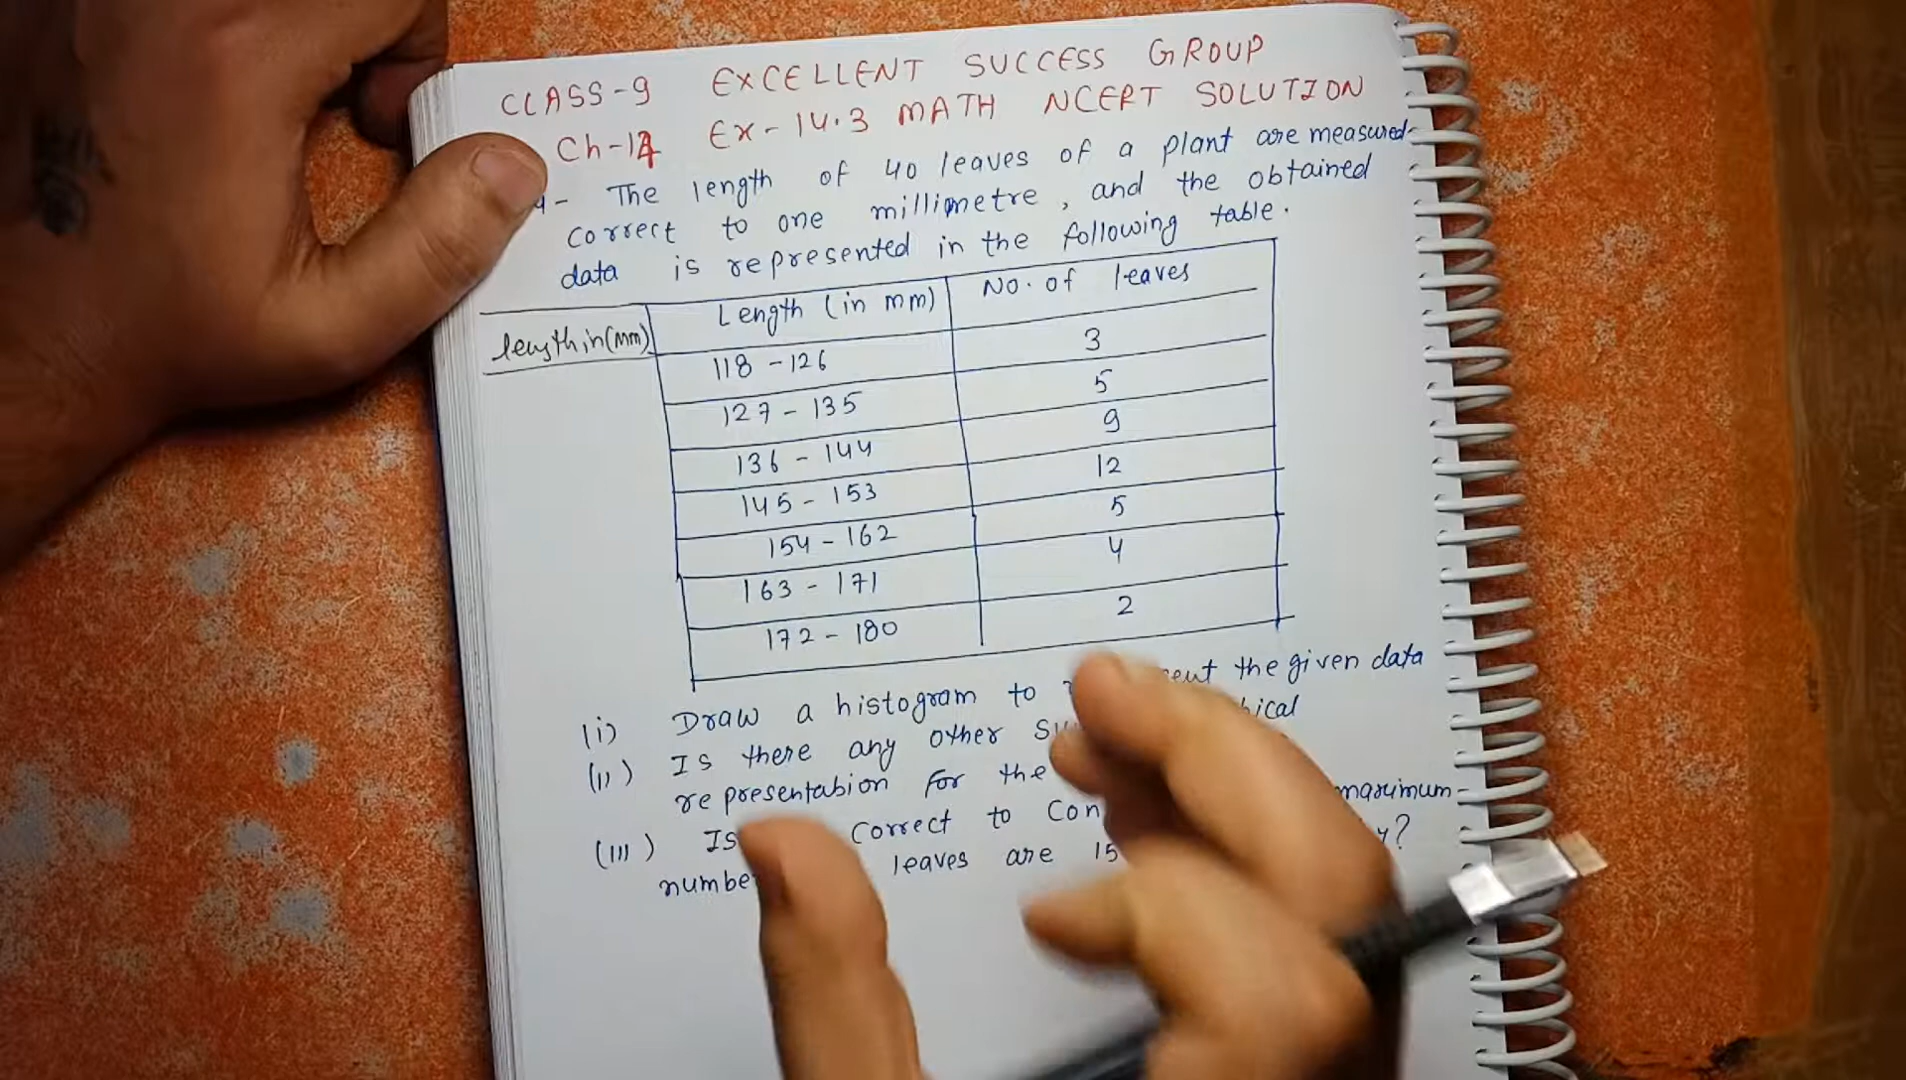 CLASS-9 EXCELLENT SUCCESS GROUP
Ch-14 Ex-14.3 MATH NCERT SOLUTION
4- The length of 40 leaves of a plant are measured-
correct to one millimetre, and the obtained
data is represented in the following table.
length in (mm) Length (in mm) No. of leaves
118 - 126 3
127 - 135 5
136 - 144 9
145 - 153 12
154 - 162 5
163 - 171 4
172 - 180 2
(i) Draw a histogram to the given data
(ii) Is there any other
representation for the
(iii) Is correct to maximum-
leaves are